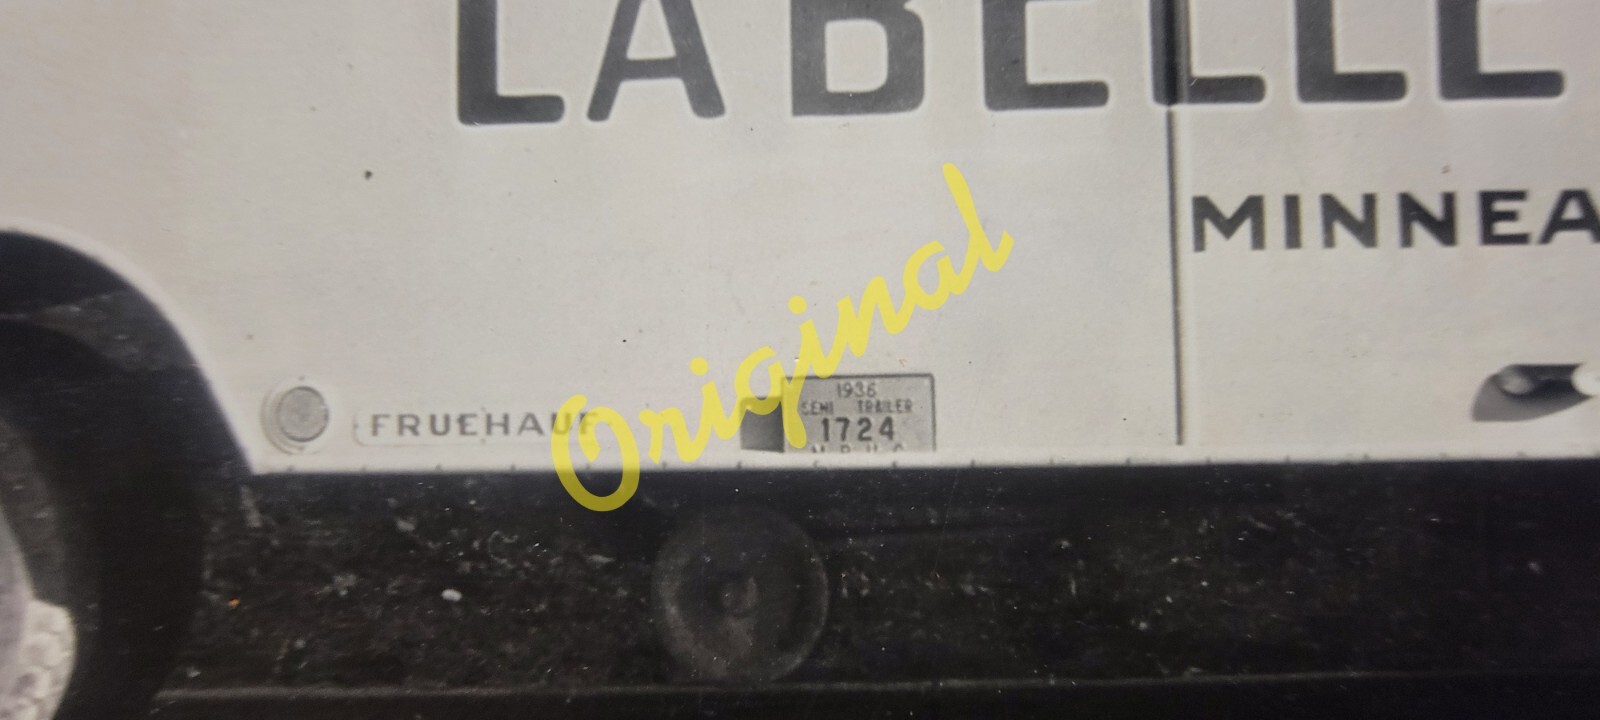 LABELLE
MINNEA
Original
FRUEHAUF
1936
SEMI TRAILER
1724